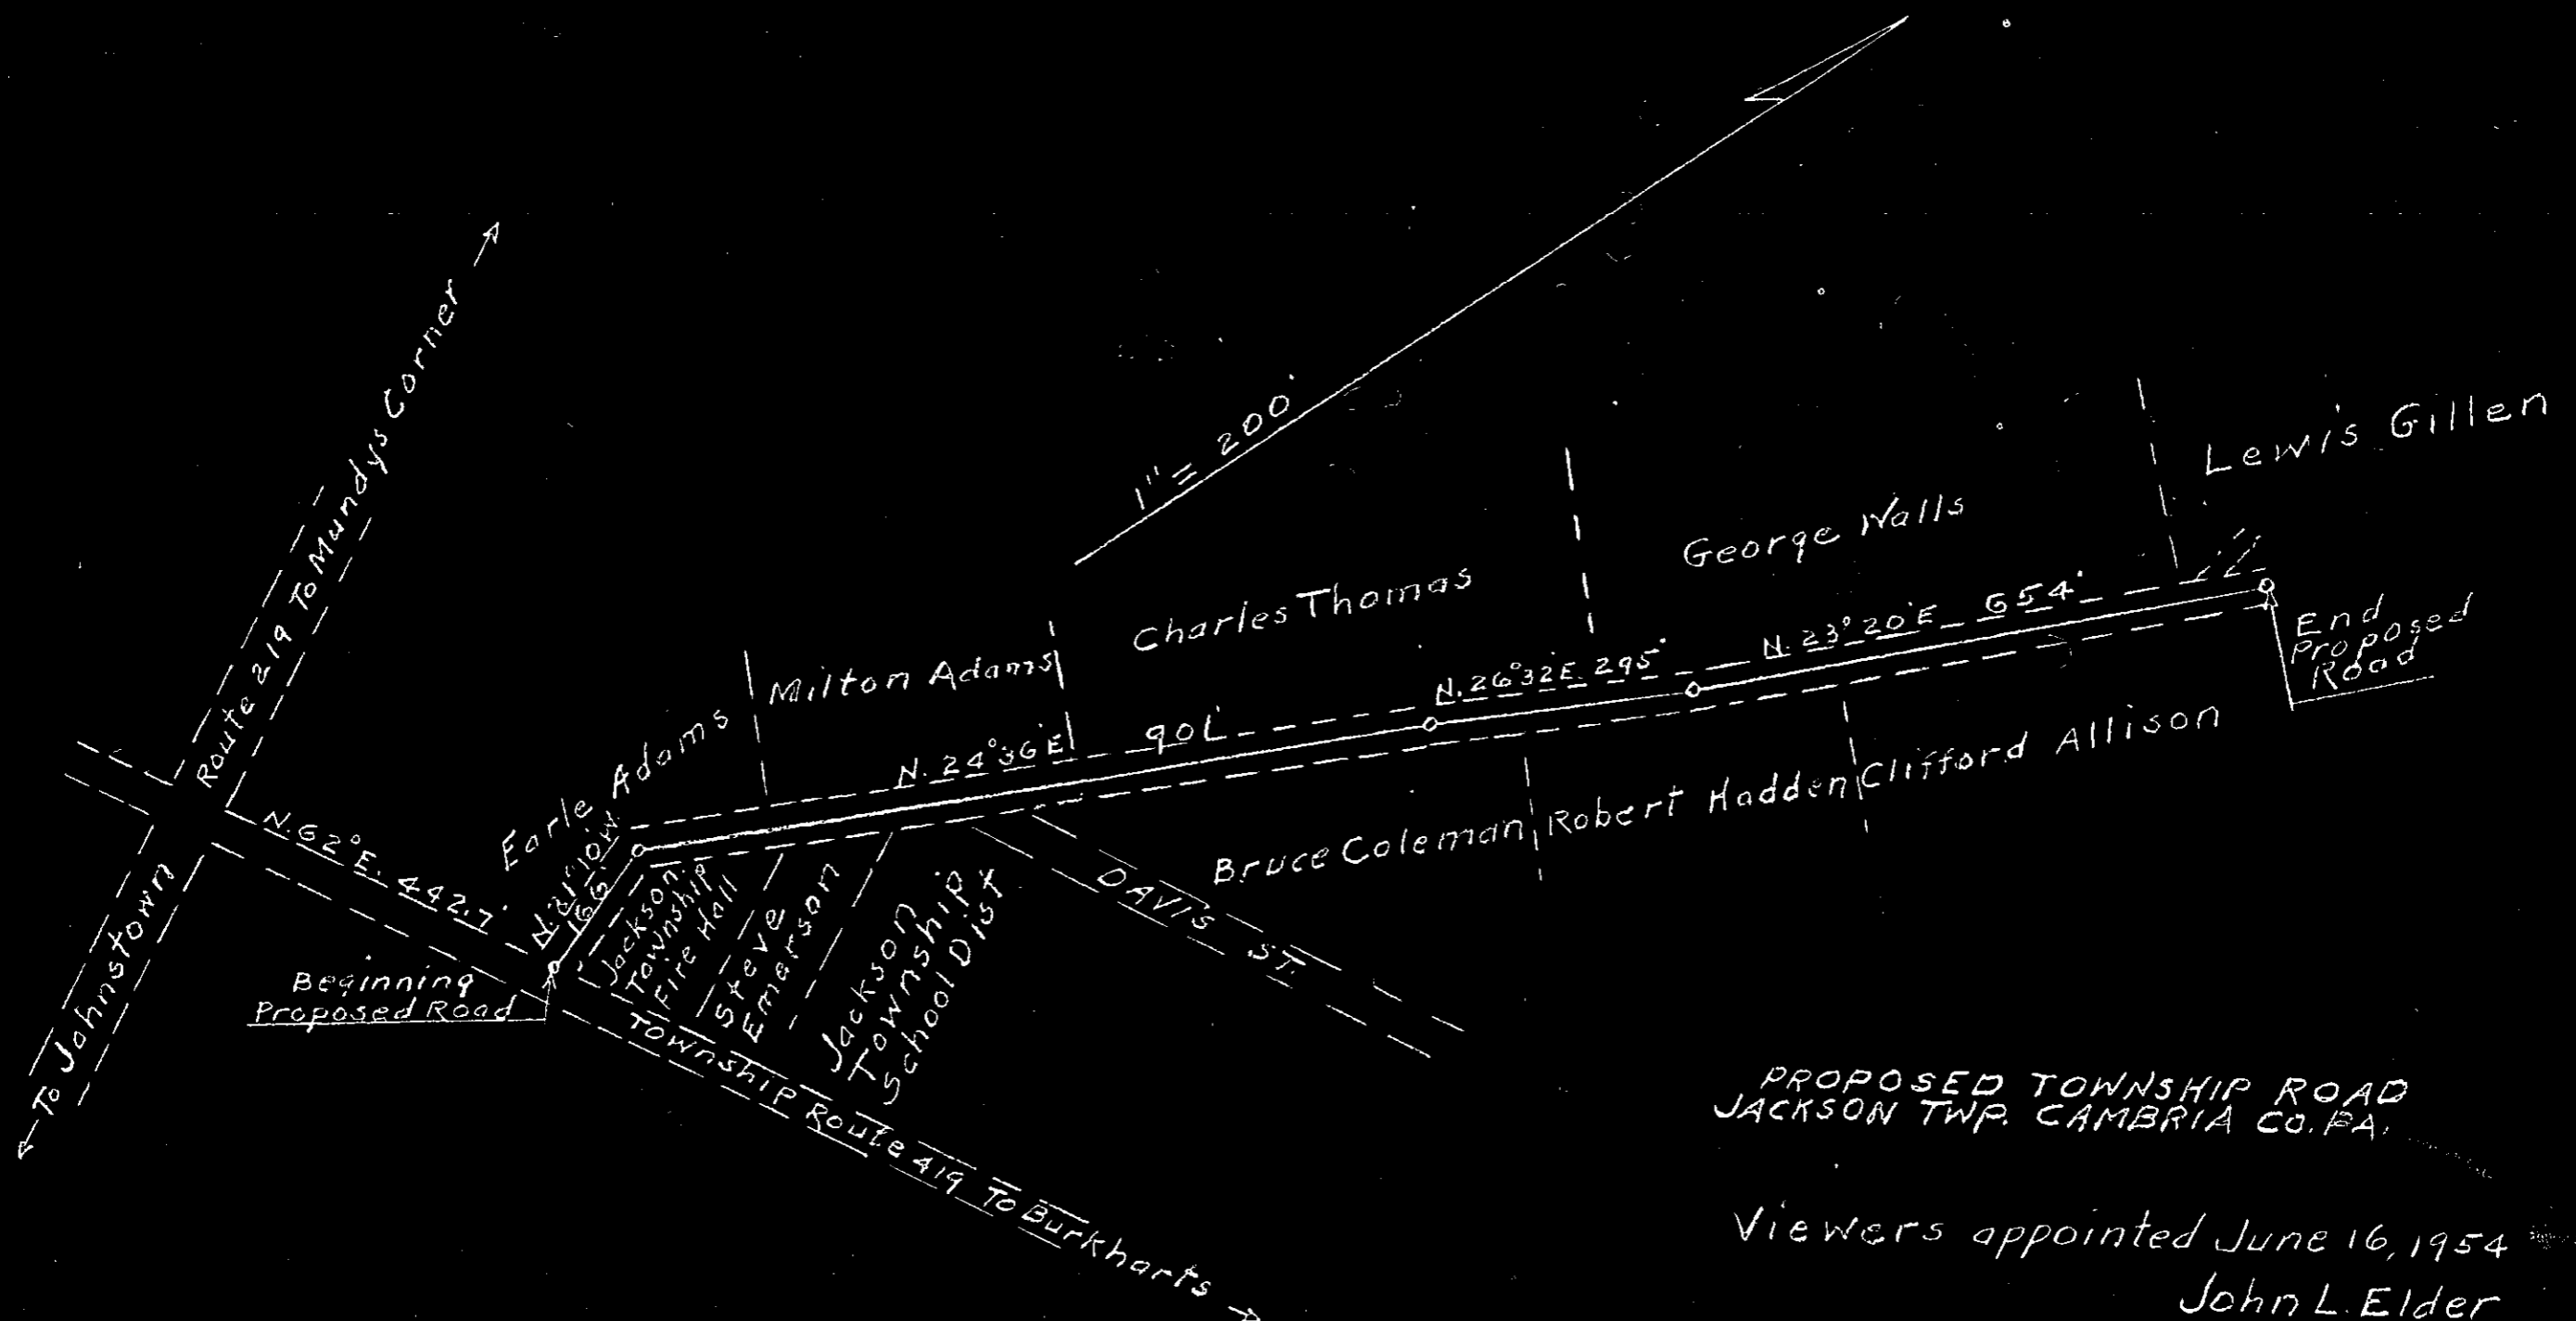 Route 219 To Mundys Corner
To Johnstown
1" = 200'
N. 62° E. 442.7'
Beginning
Proposed Road
N. 21° 10' W.
166'
Earle Adams
Milton Adams
Charles Thomas
George Walls
Lewis Gillen
N. 24° 36' E 901'
N. 26° 32' E. 295'
N. 23° 20' E 654'
End
Proposed
Road
Jackson
Township
Fire Hall
Steve
Emerson
Jackson
Township
School Dist
DAVIS ST.
Bruce Coleman
Robert Hadden
Clifford Allison
Township Route 419 To Burkharts
PROPOSED TOWNSHIP ROAD
JACKSON TWP. CAMBRIA CO. PA.
Viewers appointed June 16, 1954
John L. Elder